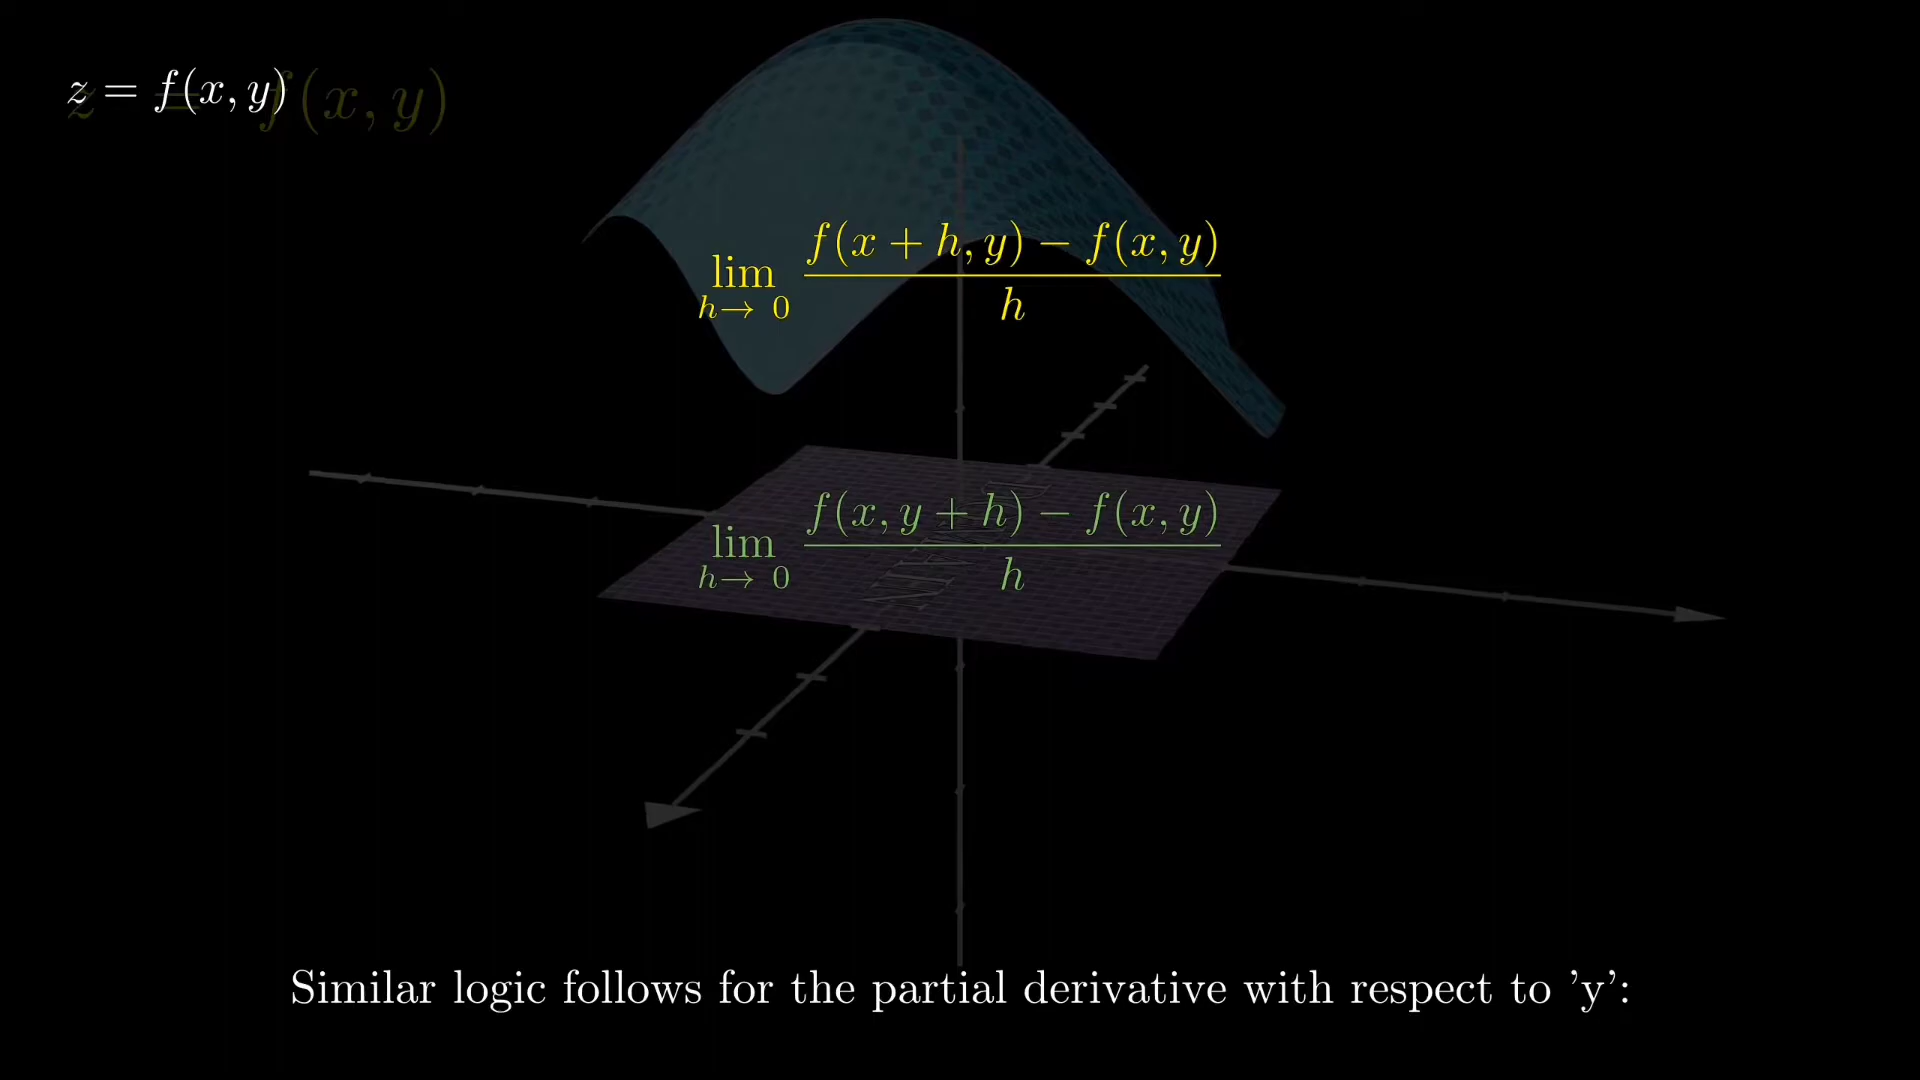 z = f(x, y)
z = f(x, y)
lim h→ 0 f(x + h, y) − f(x, y) / h
lim h→ 0 f(x, y + h) − f(x, y) / h
Similar logic follows for the partial derivative with respect to ’y’: